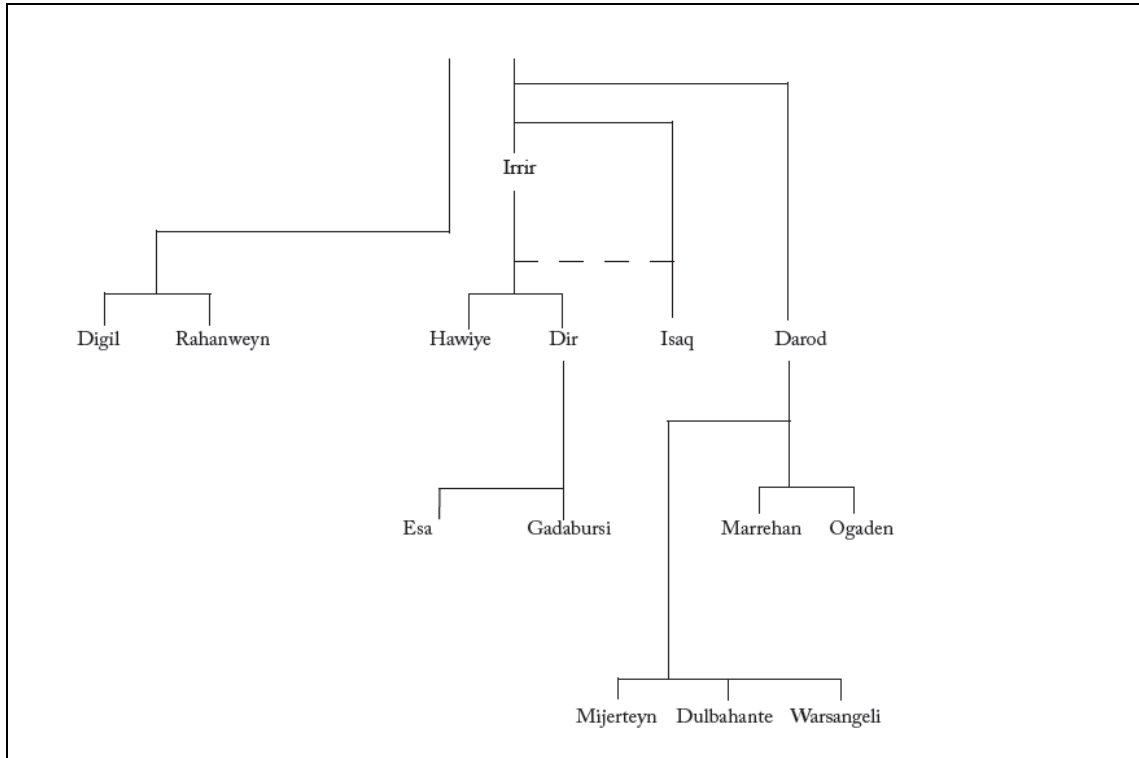 Irrir
Digil Rahanweyn Hawiye Dir Isaq Darod
Esa Gadabursi Marrehan Ogaden
Mijerteyn Dulbahante Warsangeli